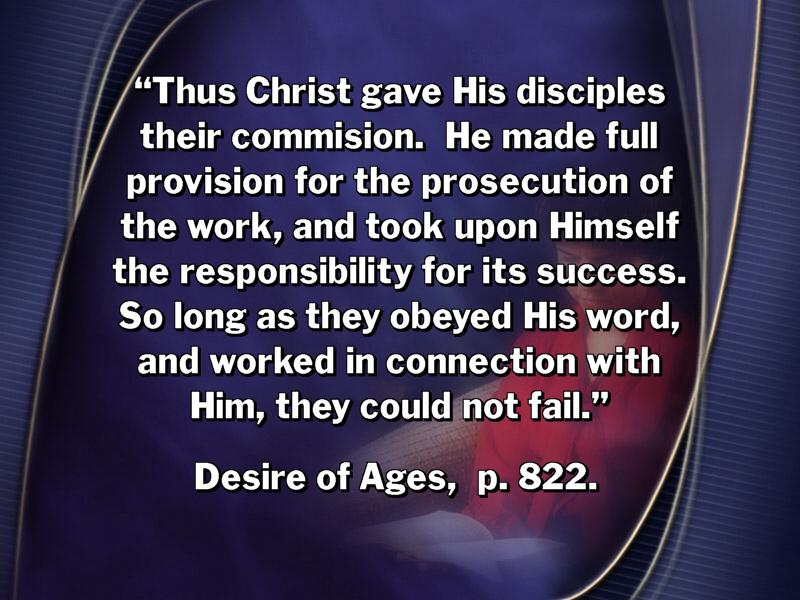 “Thus Christ gave His disciples
their commision.  He made full
provision for the prosecution of
the work, and took upon Himself
the responsibility for its success.
So long as they obeyed His word,
and worked in connection with
Him, they could not fail.”
Desire of Ages,  p. 822.